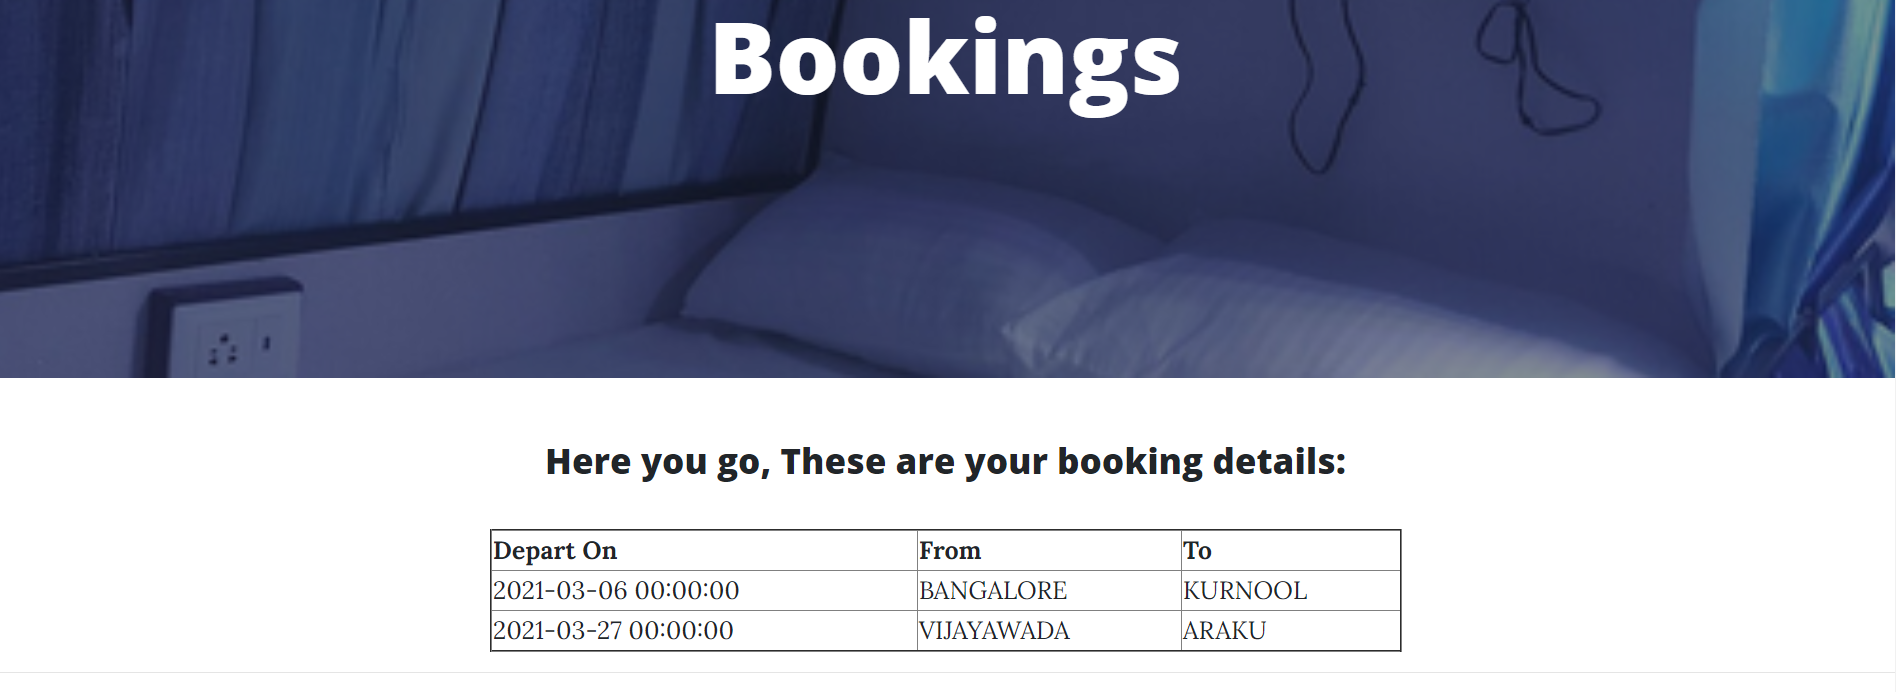 Bookings
Here you go, These are your booking details:
Depart On From To
2021-03-06 00:00:00 BANGALORE KURNOOL
2021-03-27 00:00:00 VIJAYAWADA ARAKU